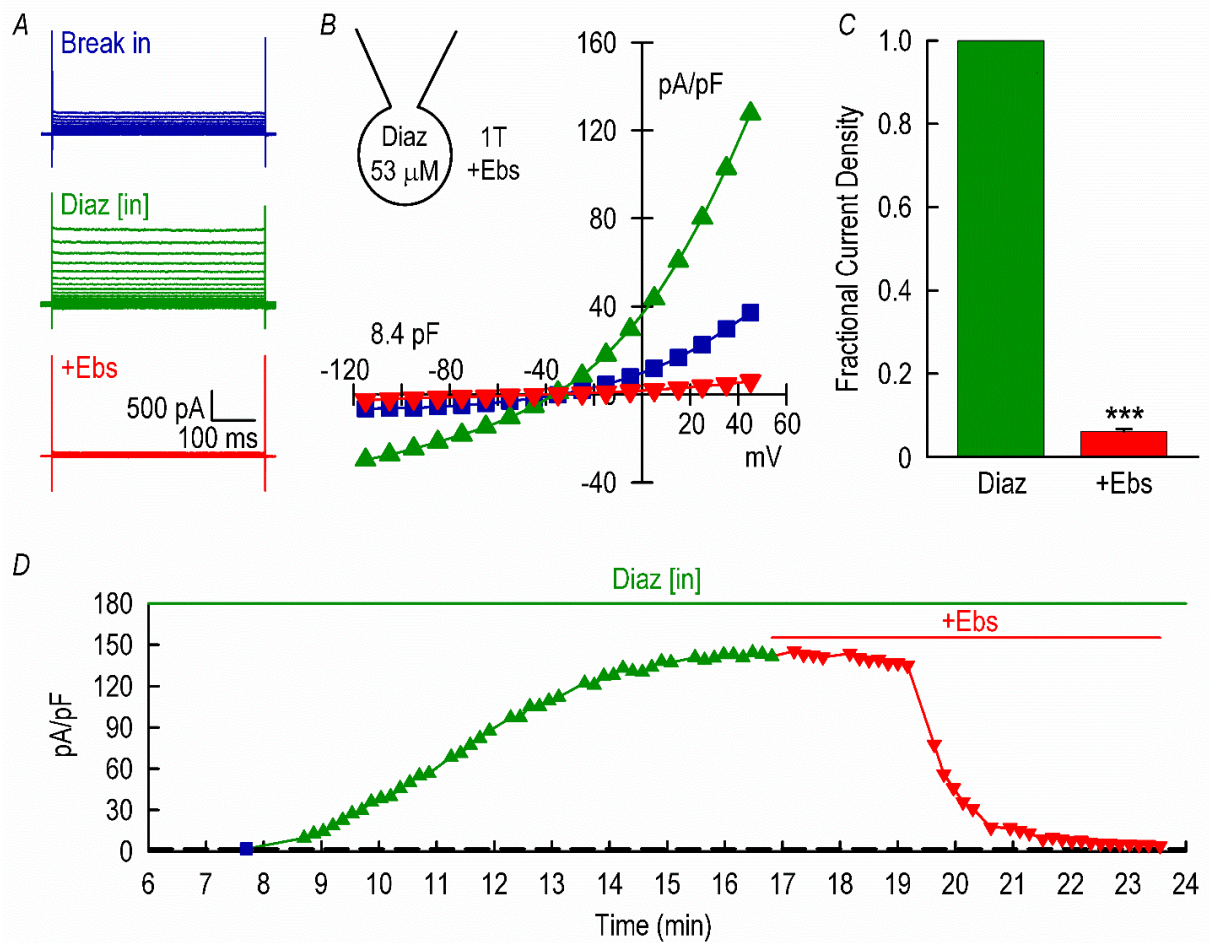 A
Break in
Diaz [in]
+Ebs
500 pA
100 ms
B
Diaz
53 μM
1T
+Ebs
pA/pF
160
120
80
40
-40
8.4 pF
-120
-80
-40
20
40
60
mV
C
Fractional Current Density
1.0
0.8
0.6
0.4
0.2
0
***
Diaz
+Ebs
D
Diaz [in]
+Ebs
pA/pF
180
150
120
90
60
30
0
6 7 8 9 10 11 12 13 14 15 16 17 18 19 20 21 22 23 24
Time (min)